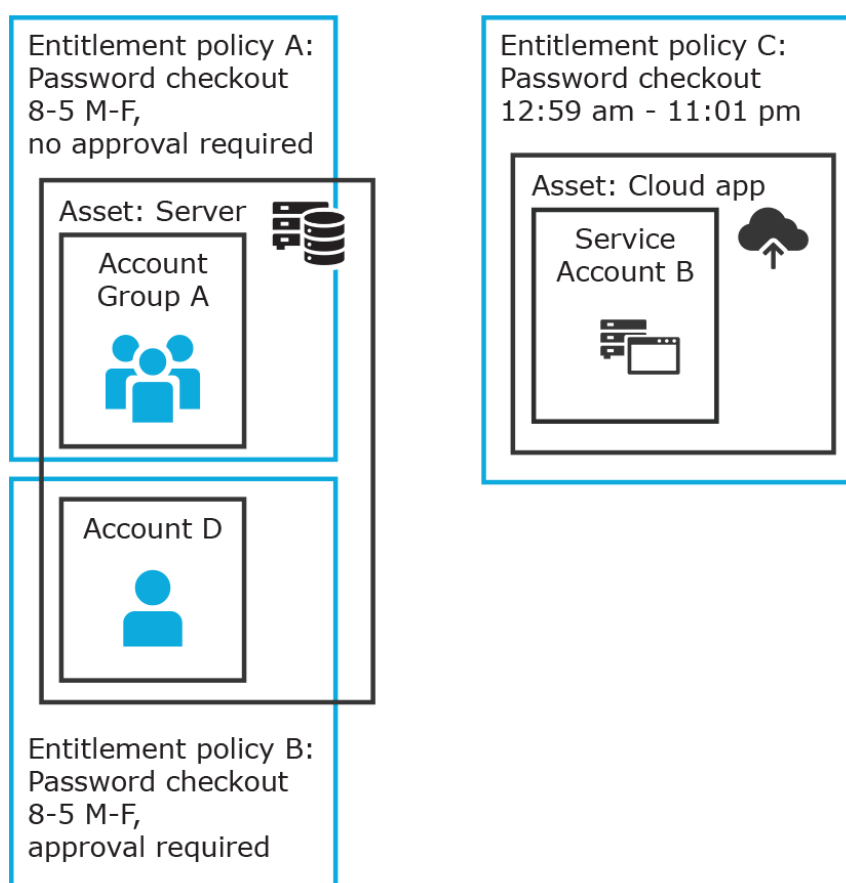 Entitlement policy A:
Password checkout
8-5 M-F,
no approval required
Asset: Server
Account
Group A
Account D
Entitlement policy B:
Password checkout
8-5 M-F,
approval required
Entitlement policy C:
Password checkout
12:59 am - 11:01 pm
Asset: Cloud app
Service
Account B